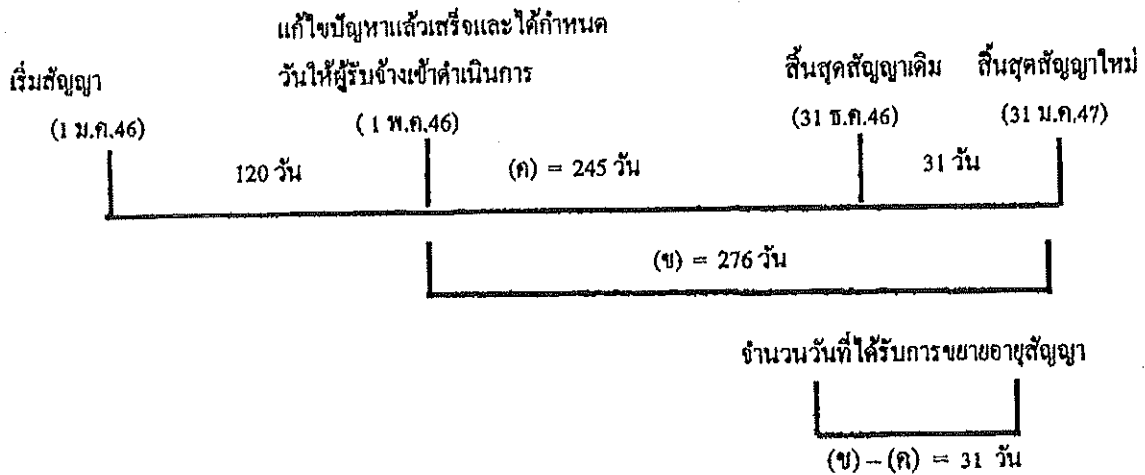 แก้ไขปัญหาแล้วเสร็จและได้กำหนด
วันให้ผู้รับจ้างเข้าดำเนินการ
เริ่มสัญญา
สิ้นสุดสัญญาเดิม
สิ้นสุดสัญญาใหม่
(1 ม.ค.46)
( 1 พ.ค.46)
(31 ธ.ค.46)
(31 ม.ค.47)
120 วัน
(ค) = 245 วัน
31 วัน
(ข) = 276 วัน
จำนวนวันที่ได้รับการขยายอายุสัญญา
(ข) – (ค) = 31 วัน